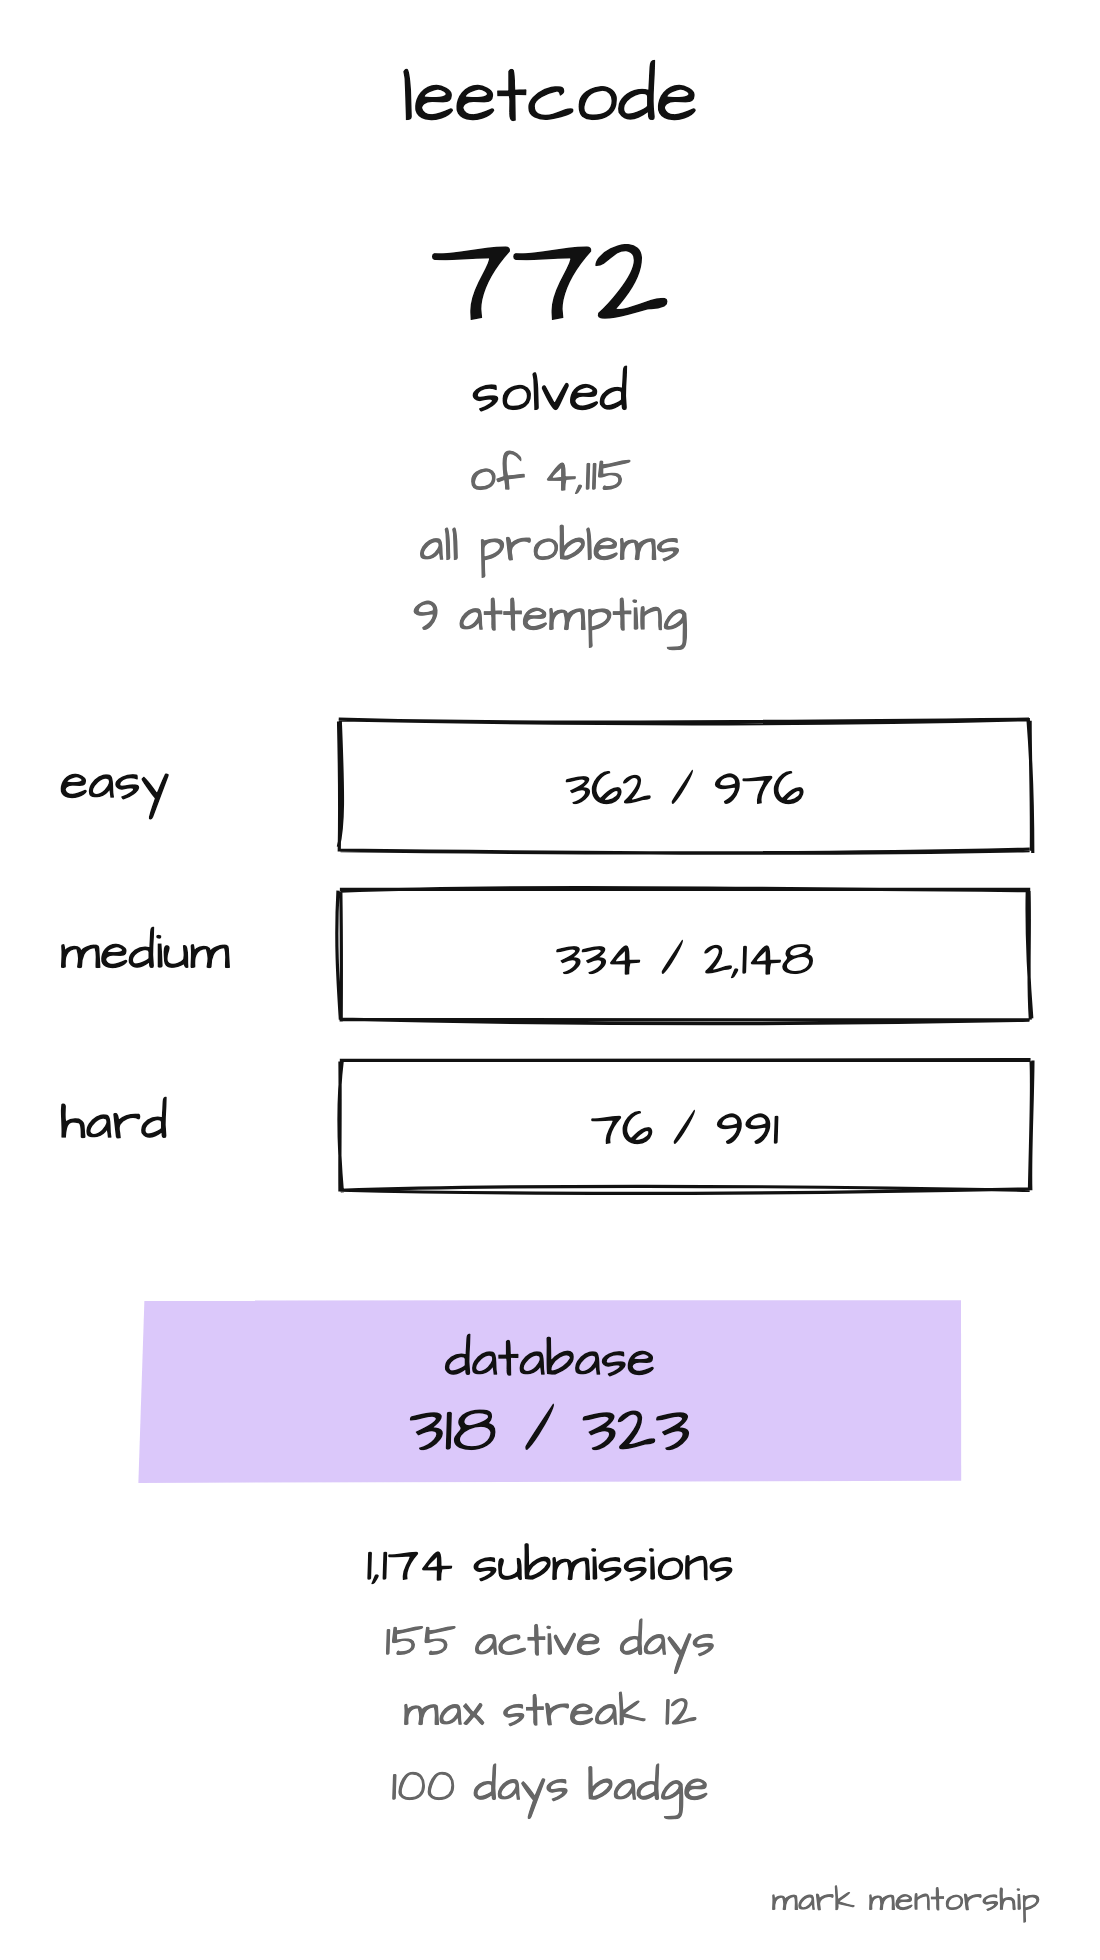 leetcode
772
solved
of 4,115
all problems
9 attempting
easy
362 / 976
medium
334 / 2,148
hard
76 / 991
database
318 / 323
1,174 submissions
155 active days
max streak 12
100 days badge
mark mentorship